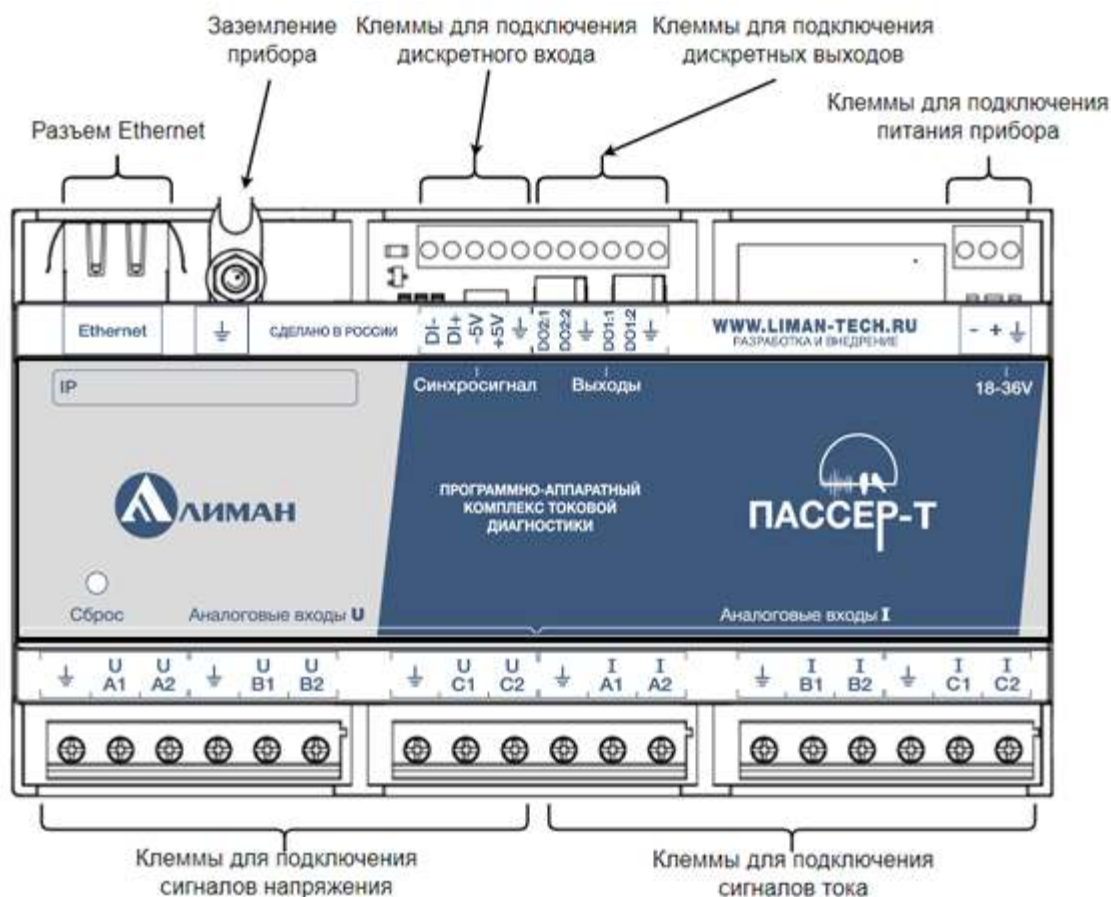 Заземление
прибора
Клеммы для подключения
дискретного входа
Клеммы для подключения
дискретных выходов
Клеммы для подключения
питания прибора
Разъем Ethernet
Ethernet
СДЕЛАНО В РОССИИ
DI-
DI+
-5V
+5V
DO2:1
DO2:2
DO1:1
DO1:2
WWW.LIMAN-TECH.RU
РАЗРАБОТКА И ВНЕДРЕНИЕ
- +
IP
Синхросигнал
Выходы
18-36V
ЛИМАН
ПРОГРАММНО-АППАРАТНЫЙ
КОМПЛЕКС ТОКОВОЙ
ДИАГНОСТИКИ
ПАССЕР-Т
Сброс
Аналоговые входы U
Аналоговые входы I
U U U U U U I I I I I I
A1 A2 B1 B2 C1 C2 A1 A2 B1 B2 C1 C2
Клеммы для подключения
сигналов напряжения
Клеммы для подключения
сигналов тока